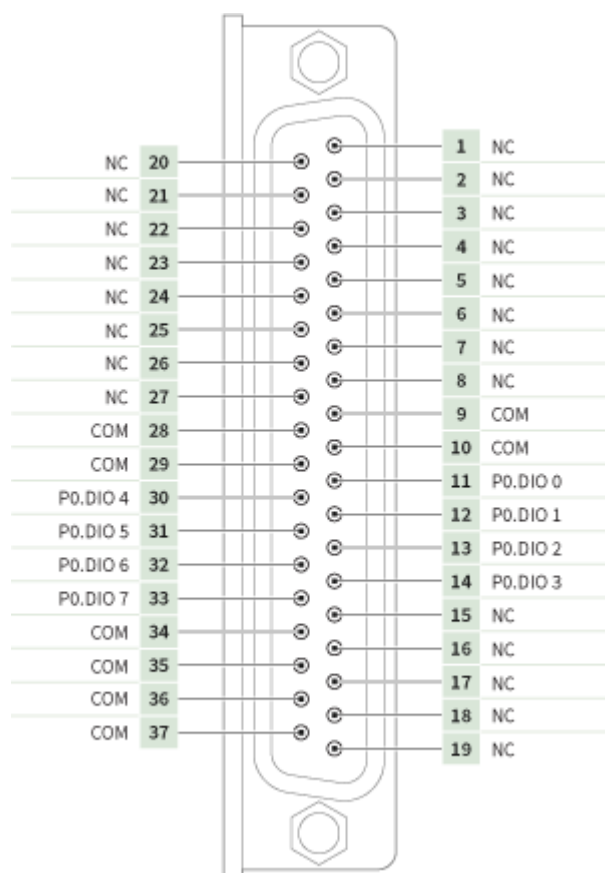 NC 20
NC 21
NC 22
NC 23
NC 24
NC 25
NC 26
NC 27
COM 28
COM 29
P0.DIO 4 30
P0.DIO 5 31
P0.DIO 6 32
P0.DIO 7 33
COM 34
COM 35
COM 36
COM 37
1 NC
2 NC
3 NC
4 NC
5 NC
6 NC
7 NC
8 NC
9 COM
10 COM
11 P0.DIO 0
12 P0.DIO 1
13 P0.DIO 2
14 P0.DIO 3
15 NC
16 NC
17 NC
18 NC
19 NC